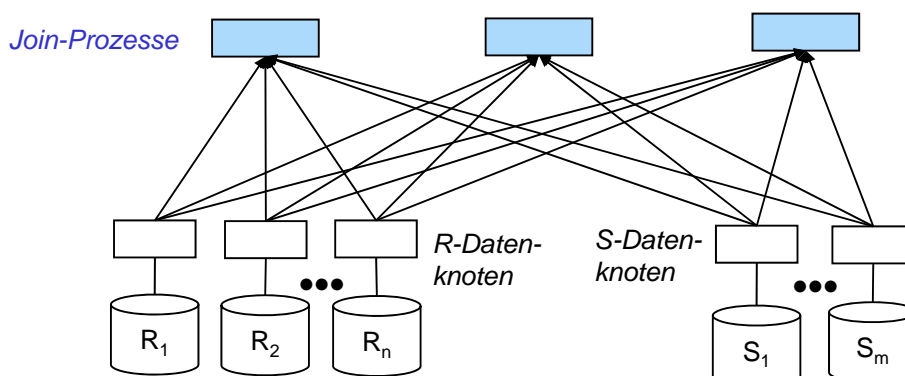 Join-Prozesse
R-Daten-
knoten
S-Daten-
knoten
R1
R2
Rn
S1
Sm